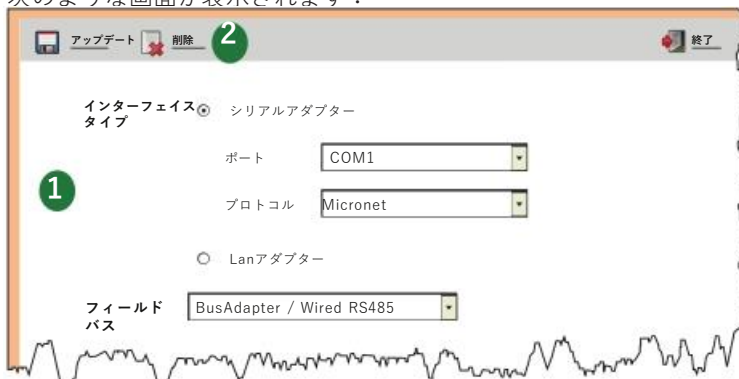 次のような画面が表示されます：
アップデート 削除 2 終了
インターフェイス
タイプ
シリアルアダプター
ポート COM1
1
プロトコル Micronet
Lanアダプター
フィールド
バス
BusAdapter / Wired RS485